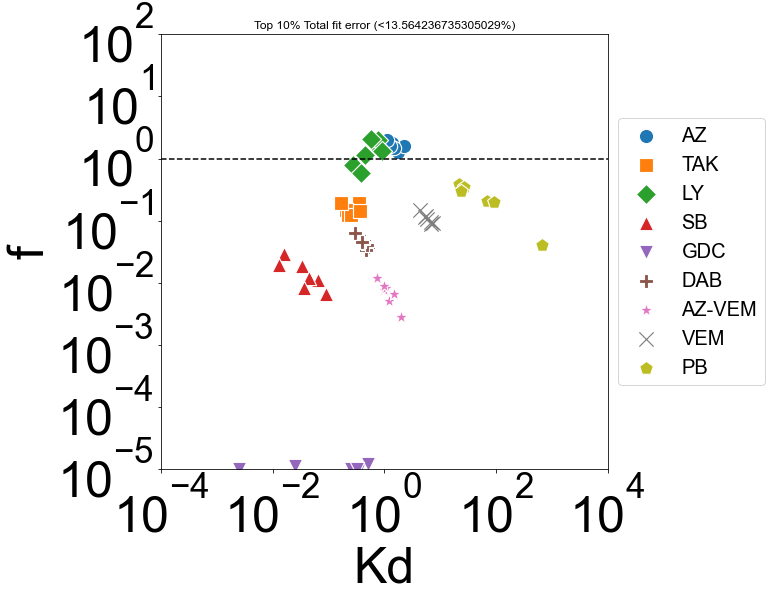 Top 10% Total fit error (<13.564236735305029%)
10^2
10^1
10^0
10^-1
10^-2
10^-3
10^-4
10^-5
f
10^-4
10^-2
10^0
10^2
10^4
Kd
AZ
TAK
LY
SB
GDC
DAB
AZ-VEM
VEM
PB